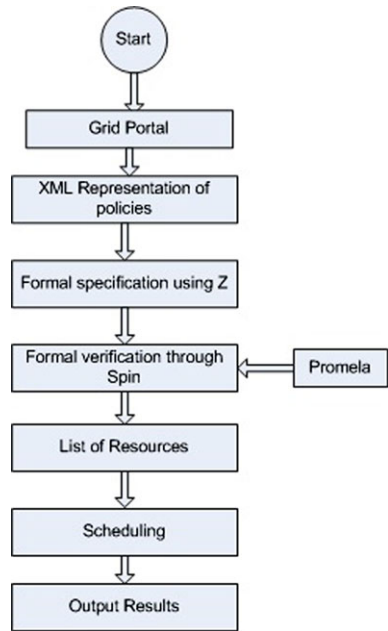 Start
Grid Portal
XML Representation of
policies
Formal specification using Z
Formal verification through
Spin
Promela
List of Resources
Scheduling
Output Results